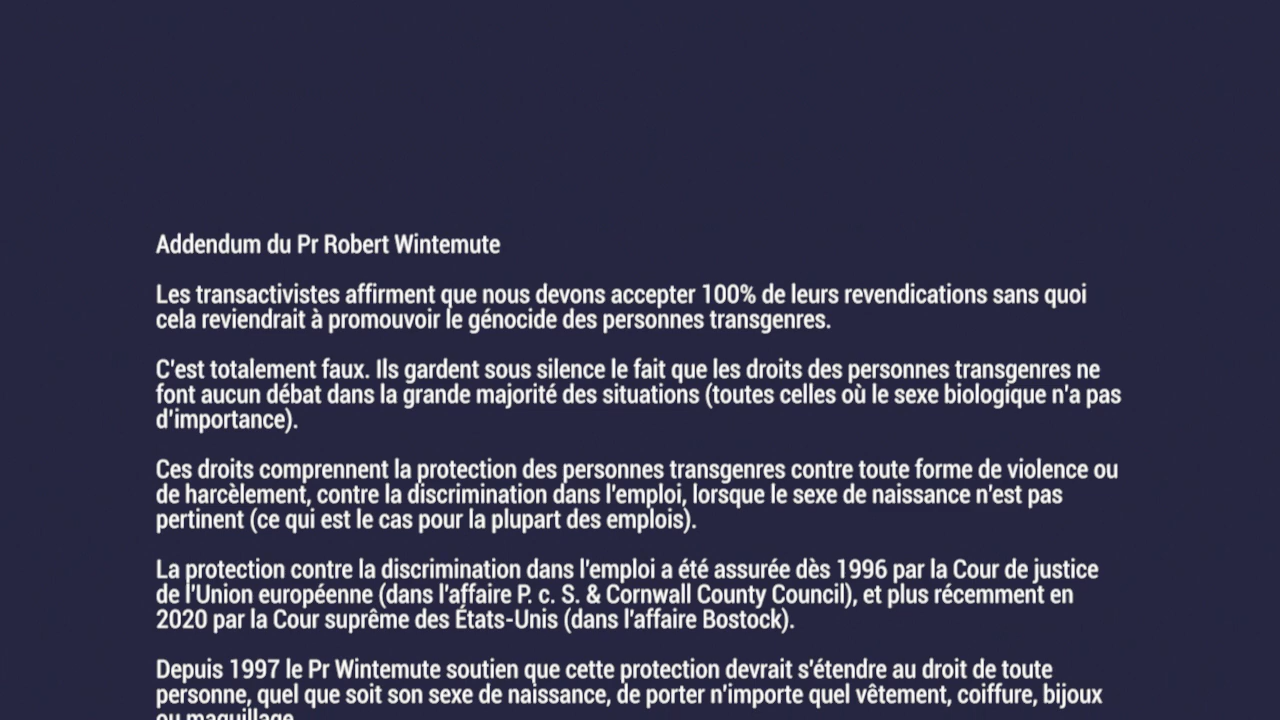 Addendum du Pr Robert Wintemute
Les transactivistes affirment que nous devons accepter 100% de leurs revendications sans quoi
cela reviendrait à promouvoir le génocide des personnes transgenres.
C'est totalement faux. Ils gardent sous silence le fait que les droits des personnes transgenres ne
font aucun débat dans la grande majorité des situations (toutes celles où le sexe biologique n'a pas
d'importance).
Ces droits comprennent la protection des personnes transgenres contre toute forme de violence ou
de harcèlement, contre la discrimination dans l'emploi, lorsque le sexe de naissance n'est pas
pertinent (ce qui est le cas pour la plupart des emplois).
La protection contre la discrimination dans l'emploi a été assurée dès 1996 par la Cour de justice
de l'Union européenne (dans l'affaire P. c. S. & Cornwall County Council), et plus récemment en
2020 par la Cour suprême des États-Unis (dans l'affaire Bostock).
Depuis 1997 le Pr Wintemute soutien que cette protection devrait s'étendre au droit de toute
personne, quel que soit son sexe de naissance, de porter n'importe quel vêtement, coiffure, bijoux
ou maquillage.